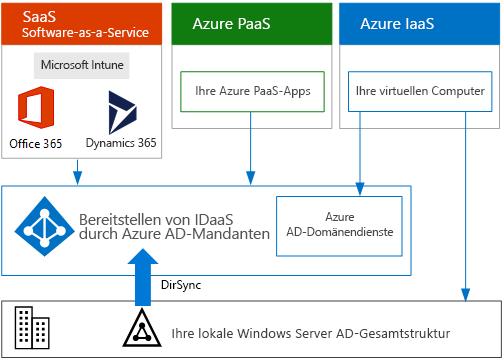 SaaS
Software-as-a-Service
Microsoft Intune
Office 365
Dynamics 365
Azure PaaS
Ihre Azure PaaS-Apps
Azure IaaS
Ihre virtuellen Computer
Bereitstellen von IDaaS
durch Azure AD-Mandanten
Azure
AD-Domänendienste
DirSync
Ihre lokale Windows Server AD-Gesamtstruktur